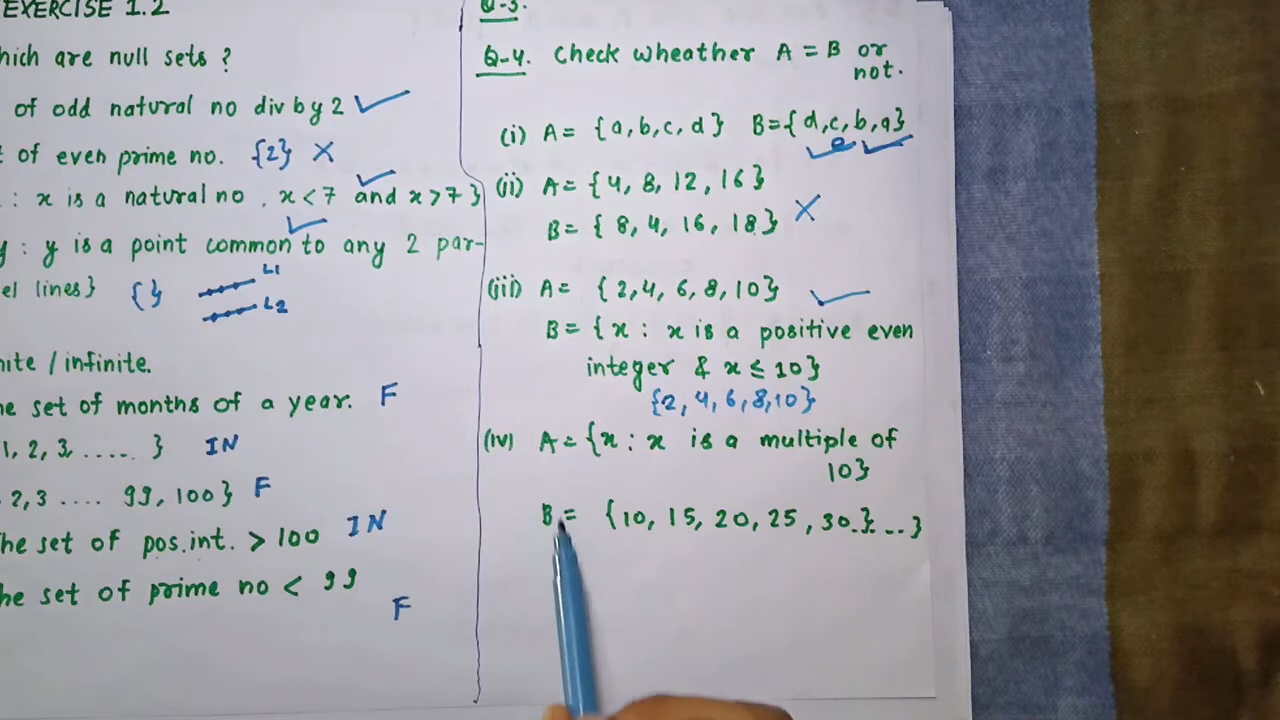 EXERCISE 1.2
hich are null sets ?
of odd natural no div by 2 ✓
t of even prime no. {2} ✗
: x is a natural no , x < 7 and x > 7 } ✓
y : y is a point common to any 2 par- ✓
el lines} { } L1
L2
nite / infinite.
he set of months of a year. F
1, 2, 3, ..... } IN
2, 3 .... 99, 100} F
The set of pos.int. > 100 IN
he set of prime no < 99
F
Q-3.
Q-4. Check wheather A = B or
not.
(i) A = {a, b, c, d} B = {d, c, b, a} ✓
(ii) A = {4, 8, 12, 16}
B = { 8, 4, 16, 18} ✗
(iii) A = { 2, 4, 6, 8, 10} ✓
B = { x : x is a positive even
integer & x ≤ 10}
{2, 4, 6, 8, 10}
(iv) A = {x : x is a multiple of
10}
B = {10, 15, 20, 25, 30 ... ...}